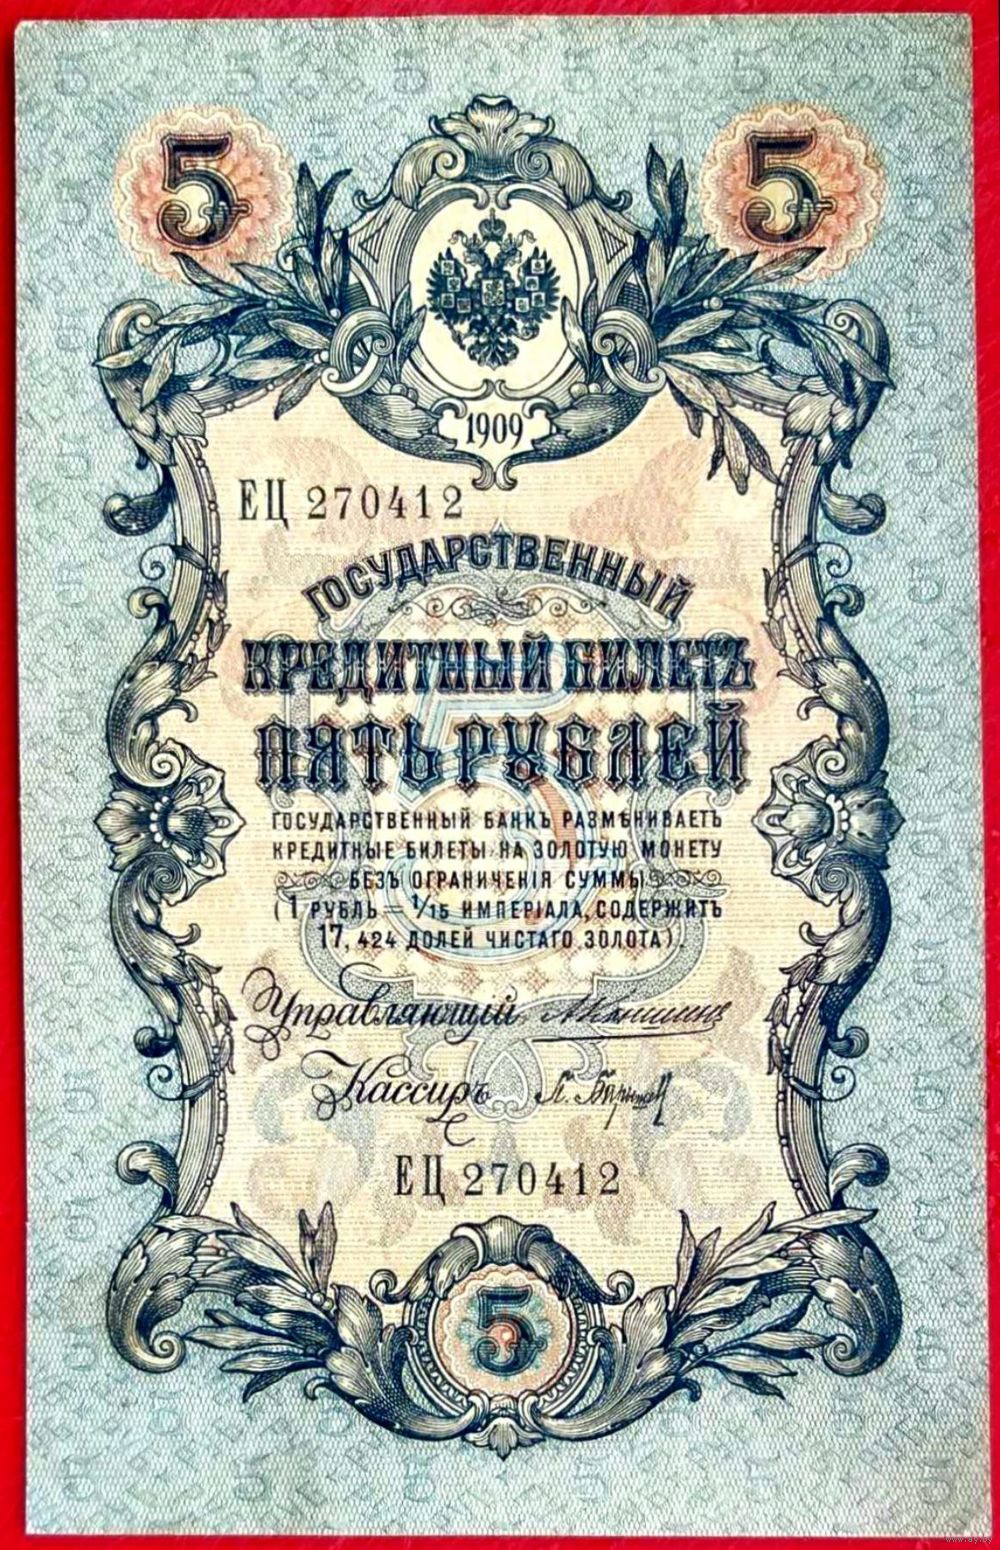 5 5
1909
ЕЦ 270412
ГОСУДАРСТВЕННЫЙ
КРЕДИТНЫЙ БИЛЕТЪ
ПЯТЬ РУБЛЕЙ
ГОСУДАРСТВЕННЫЙ БАНКЪ РАЗМѢНИВАЕТЪ
КРЕДИТНЫЕ БИЛЕТЫ НА ЗОЛОТУЮ МОНЕТУ
БЕЗЪ ОГРАНИЧЕНІЯ СУММЫ
(1 РУБЛЬ = 1/15 ИМПЕРІАЛА, СОДЕРЖИТЪ
17,424 ДОЛЕЙ ЧИСТАГО ЗОЛОТА).
Управляющій
Кассиръ
ЕЦ 270412
5